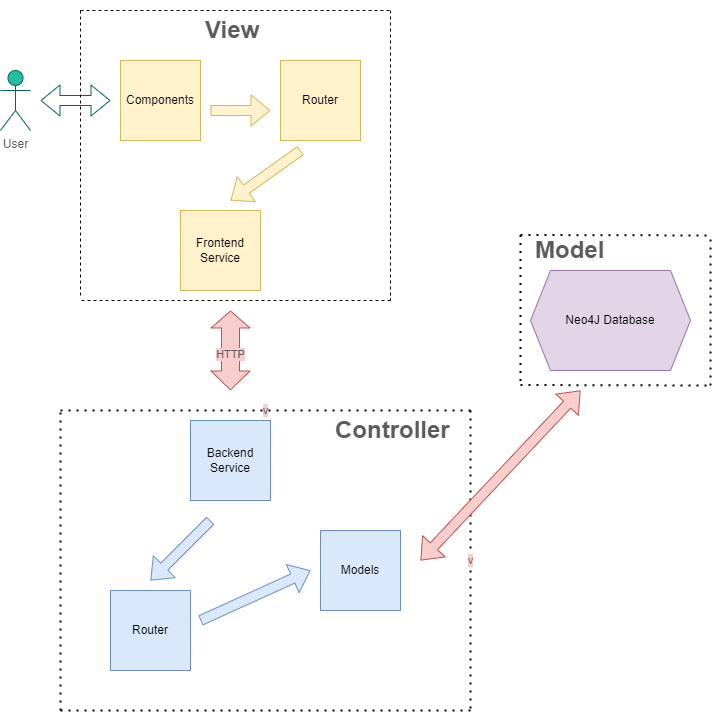 View
Components
Router
User
Frontend
Service
Model
Neo4J Database
HTTP
v
Controller
Backend
Service
Models
v
Router